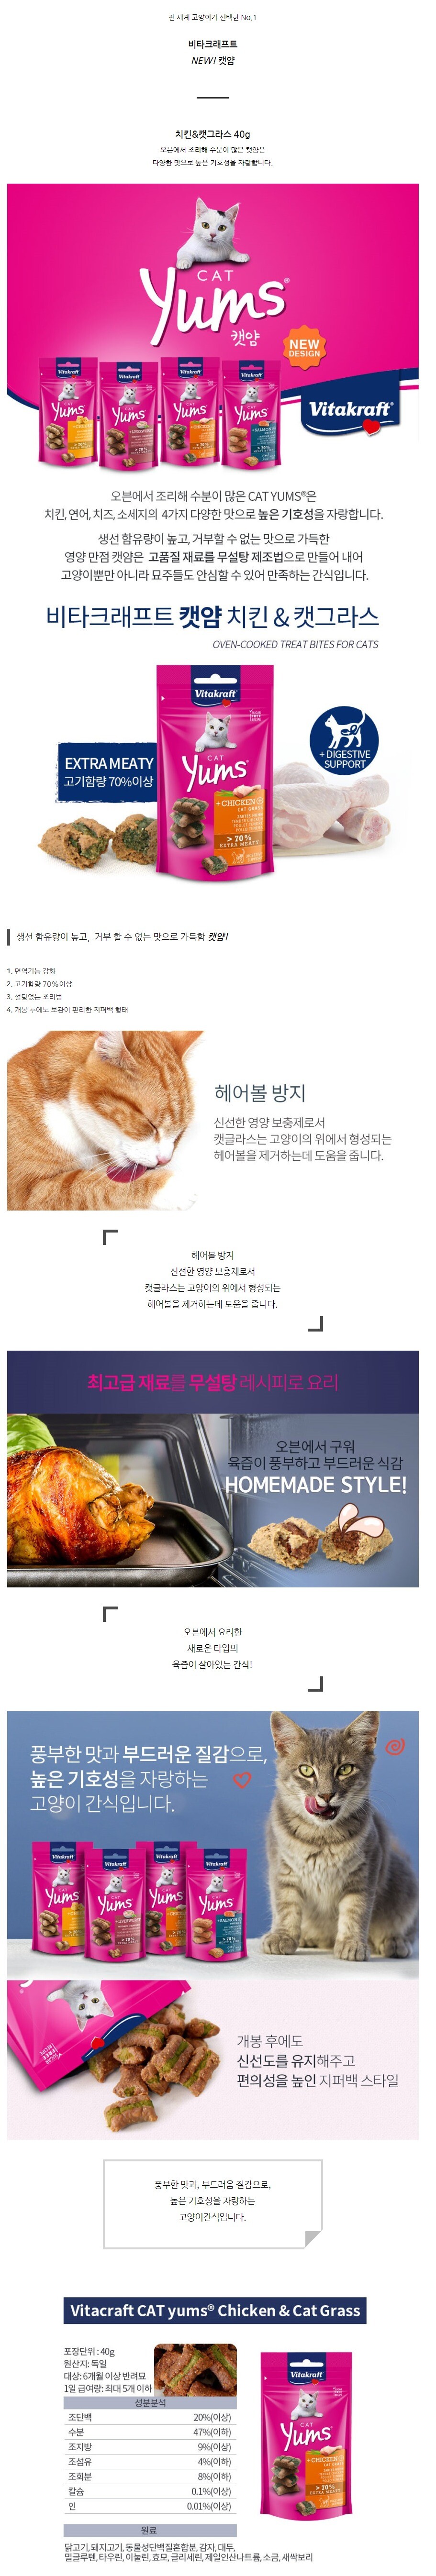 전 세계 고양이가 선택한 No.1
비타크래프트
NEW! 캣얌
치킨&캣그라스 40g
오븐에서 조리해 수분이 많은 캣얌은
다양한 맛으로 높은 기호성을 자랑합니다.
CAT
Yums®
캣얌
NEW
DESIGN
Vitakraft
오븐에서 조리해 수분이 많은 CAT YUMS®은
치킨, 연어, 치즈, 소세지의 4가지 다양한 맛으로 높은 기호성을 자랑합니다.
생선 함유량이 높고, 거부할 수 없는 맛으로 가득한
영양 만점 캣얌은 고품질 재료를 무설탕 제조법으로 만들어 내어
고양이뿐만 아니라 묘주들도 안심할 수 있어 만족하는 간식입니다.
비타크래프트 캣얌 치킨 & 캣그라스
OVEN-COOKED TREAT BITES FOR CATS
Vitakraft
CAT
Yums
+ CHICKEN
CAT GRASS
> 70%
EXTRA MEATY
EXTRA MEATY
고기함량 70%이상
+ DIGESTIVE
SUPPORT
생선 함유량이 높고, 거부 할 수 없는 맛으로 가득함 캣얌!
1. 면역기능 강화
2. 고기함량 70%이상
3. 설탕없는 조리법
4. 개봉 후에도 보관이 편리한 지퍼백 형태
헤어볼 방지
신선한 영양 보충제로서
캣글라스는 고양이의 위에서 형성되는
헤어볼을 제거하는데 도움을 줍니다.
헤어볼 방지
신선한 영양 보충제로서
캣글라스는 고양이의 위에서 형성되는
헤어볼을 제거하는데 도움을 줍니다.
최고급 재료를 무설탕 레시피로 요리
오븐에서 구워
육즙이 풍부하고 부드러운 식감
HOMEMADE STYLE!
오븐에서 요리한
새로운 타입의
육즙이 살아있는 간식!
풍부한 맛과 부드러운 질감으로,
높은 기호성을 자랑하는
고양이 간식입니다.
개봉 후에도
신선도를 유지해주고
편의성을 높인 지퍼백 스타일
풍부한 맛과, 부드러움 질감으로,
높은 기호성을 자랑하는
고양이간식입니다.
Vitacraft CAT yums® Chicken & Cat Grass
포장단위 : 40g
원산지: 독일
대상: 6개월 이상 반려묘
1일 급여량: 최대 5개 이하
성분분석
조단백 20%(이상)
수분 47%(이하)
조지방 9%(이상)
조섬유 4%(이하)
조회분 8%(이하)
칼슘 0.1%(이상)
인 0.01%(이상)
원료
닭고기, 돼지고기, 동물성단백질혼합분, 감자, 대두,
밀글루텐, 타우린, 이눌린, 효모, 글리세린, 제일인산나트륨, 소금, 새싹보리
Vitakraft
CAT
Yums
+ CHICKEN
> 70%
EXTRA MEATY